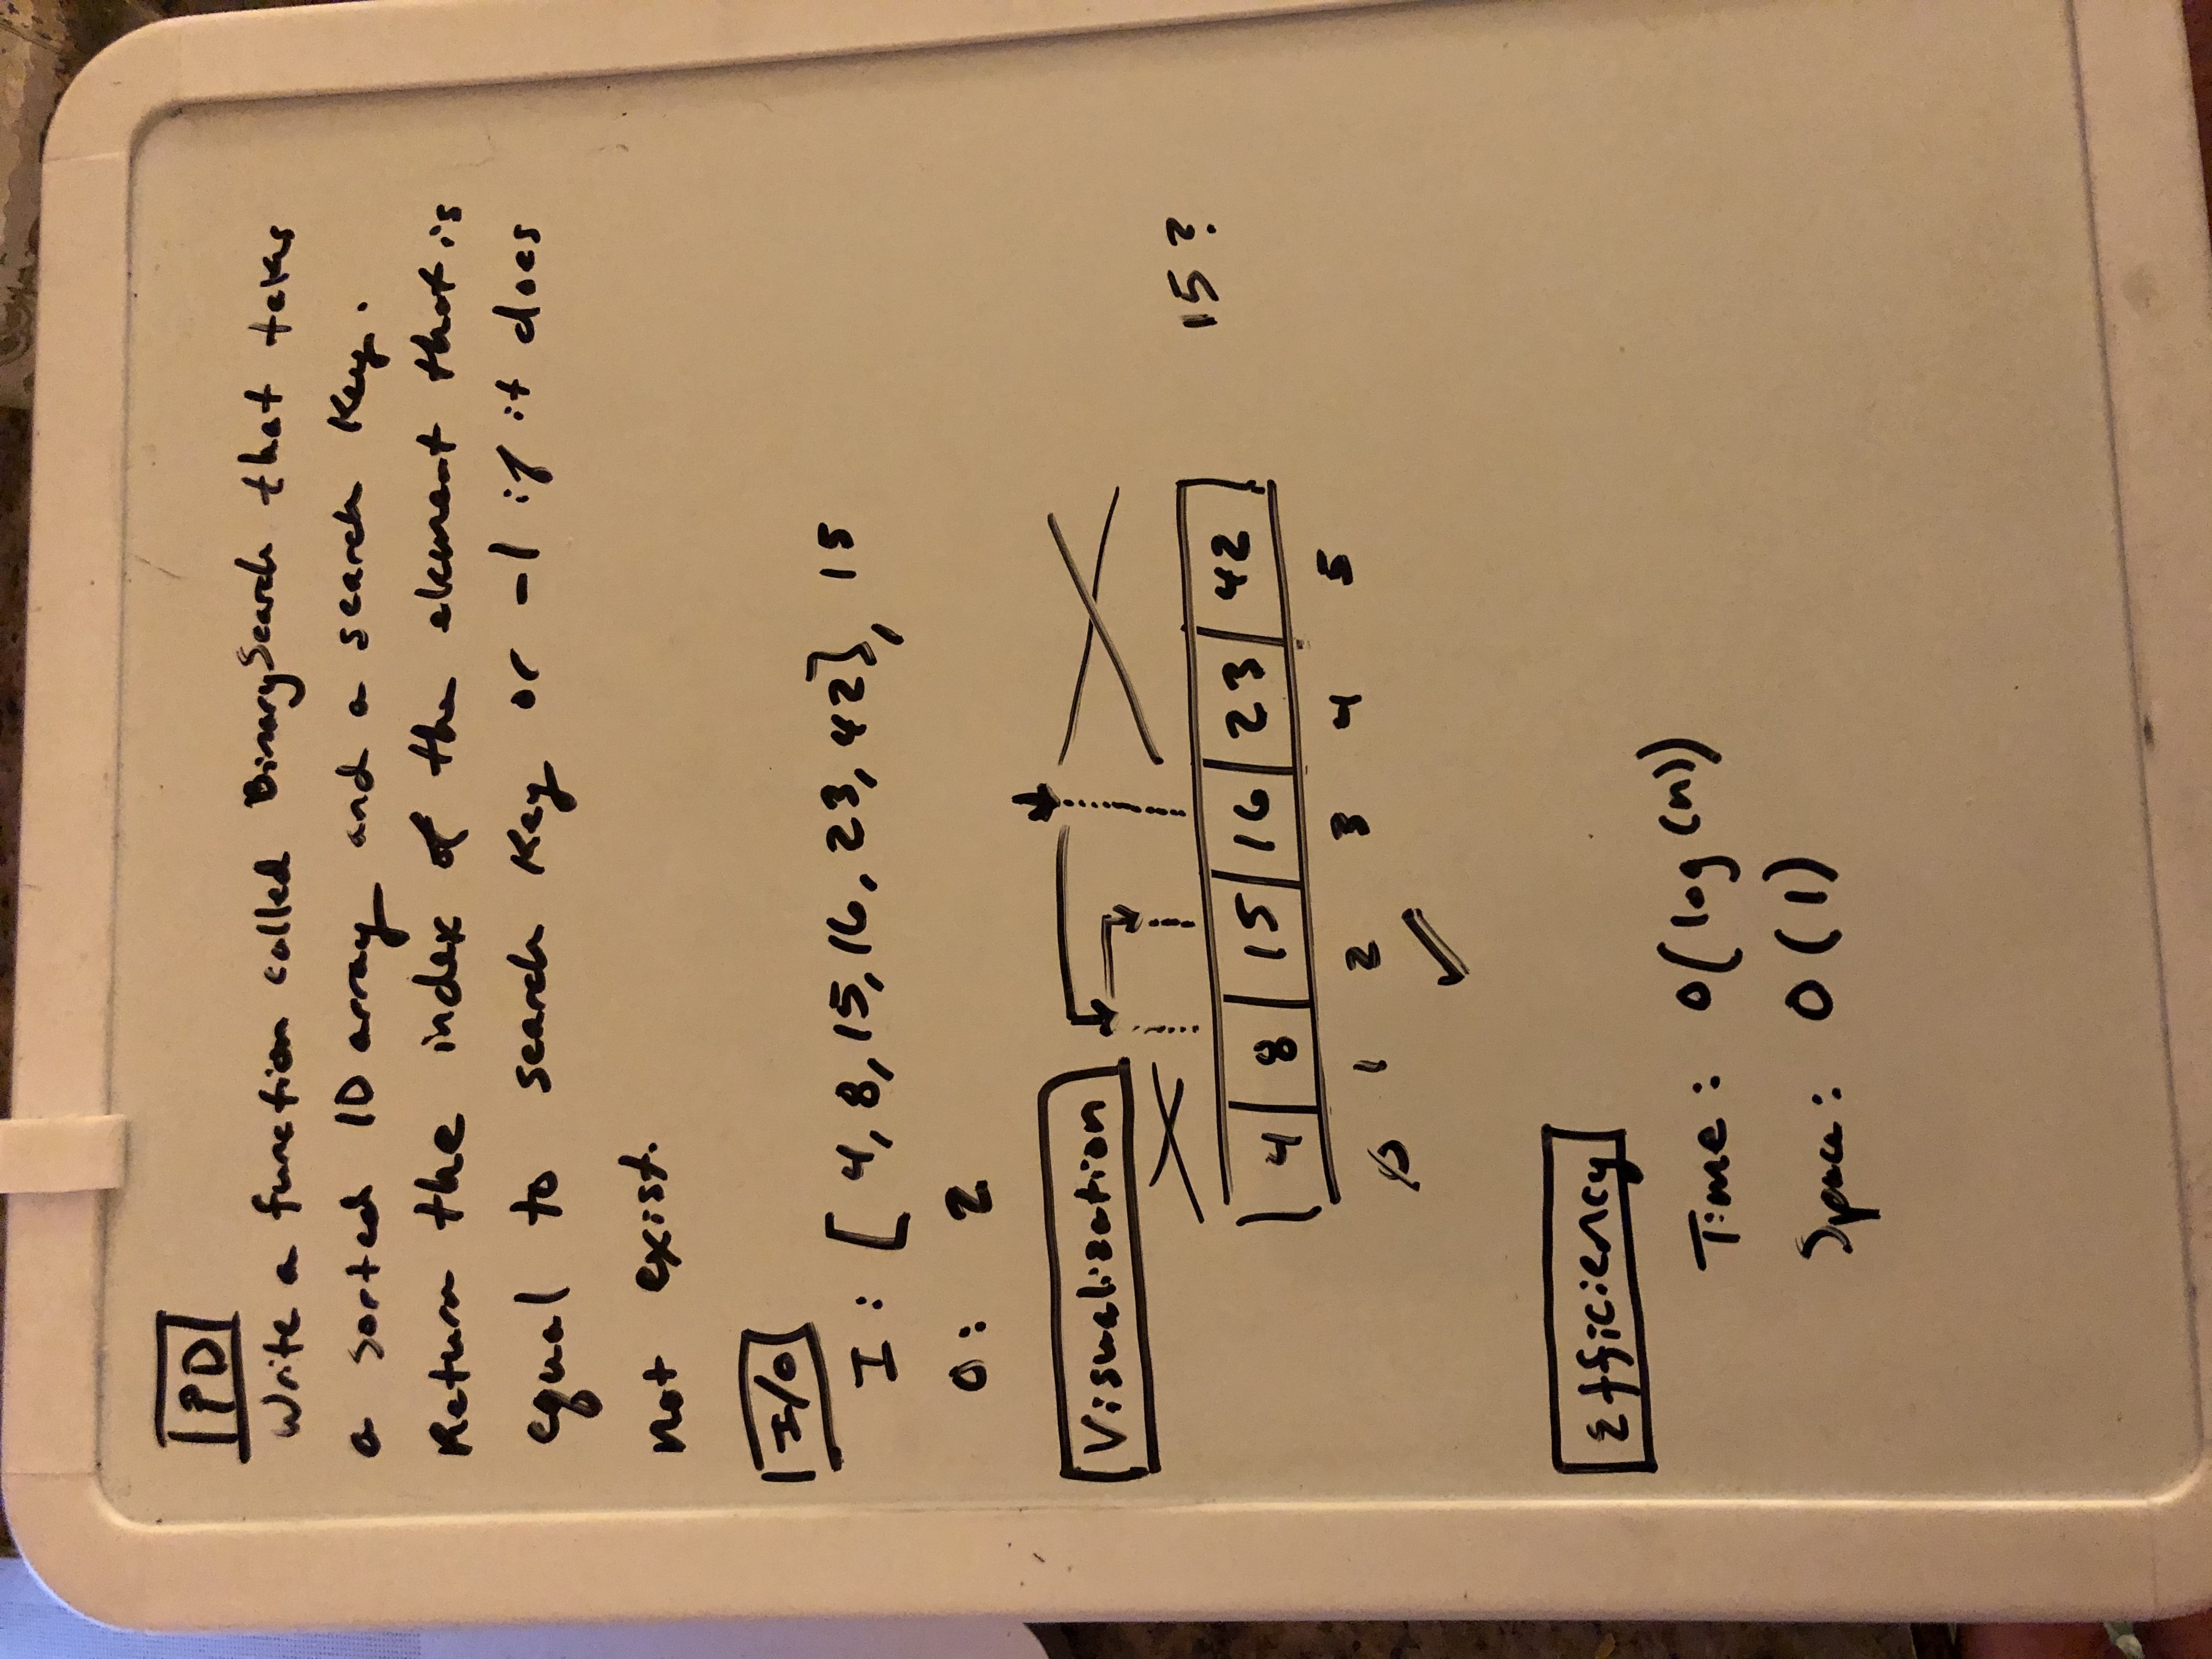 PD
Write a function called BinarySearch that takes
a sorted 1D array and a search key.
Return the index of the element that is
equal to search key or -1 if it does
not exist.
I/O
I: [4, 8, 15, 16, 23, 42], 15
O: 2
Visualization
15?
4 8 15 16 23 42
0 1 2 3 4 5
Efficiency
Time: O(log(n))
Space: O(1)